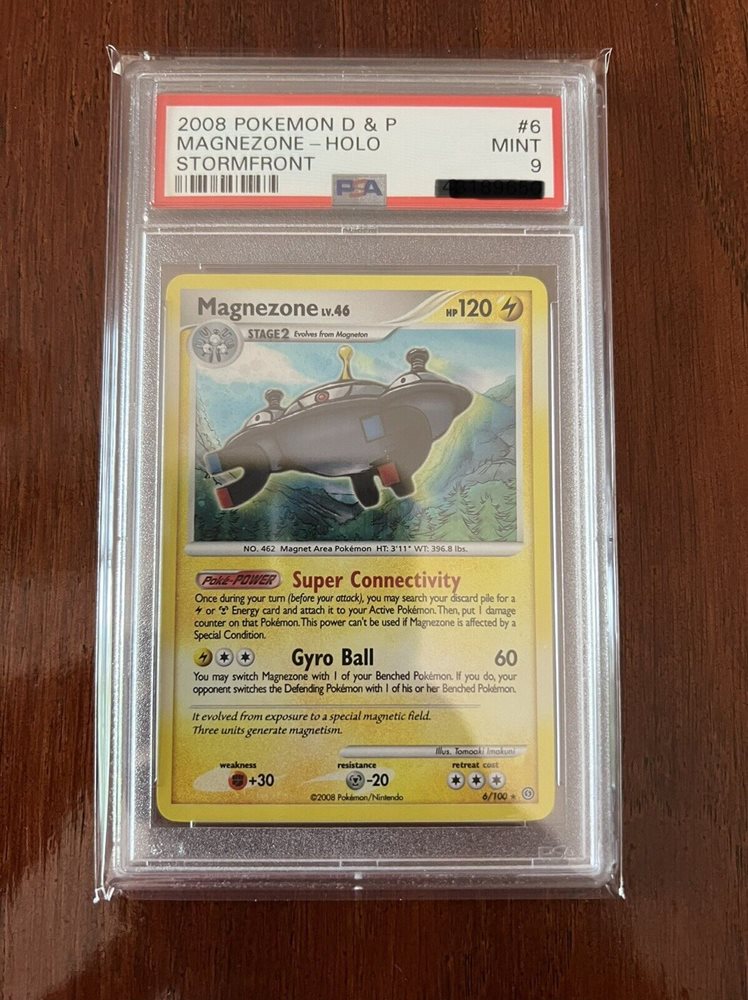 2008 POKEMON D & P #6
MAGNEZONE - HOLO MINT
STORMFRONT 9
PSA
Magnezone LV.46 HP 120
STAGE2 Evolves from Magneton
NO. 462 Magnet Area Pokémon HT: 3'11" WT: 396.8 lbs.
Poké-POWER Super Connectivity
Once during your turn (before your attack), you may search your discard pile for a
or Energy card and attach it to your Active Pokémon. Then, put 1 damage
counter on that Pokémon. This power can't be used if Magnezone is affected by a
Special Condition.
Gyro Ball 60
You may switch Magnezone with 1 of your Benched Pokémon. If you do, your
opponent switches the Defending Pokémon with 1 of his or her Benched Pokémon.
It evolved from exposure to a special magnetic field.
Three units generate magnetism.
Illus. Tomoaki Imakuni
weakness resistance retreat cost
+30 -20
©2008 Pokémon/Nintendo 6/100